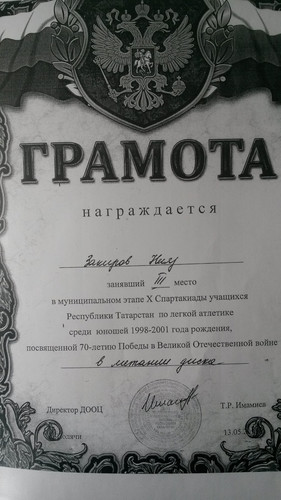 ГРАМОТА
награждается
Закиров Нияз
занявший III место
в муниципальном этапе X Спартакиады учащихся
Республики Татарстан по легкой атлетике
среди юношей 1998-2001 года рождения,
посвященной 70-летию Победы в Великой Отечественной войне
в метании диска
Директор ДООЦ Т.Р. Имамиев
13.05